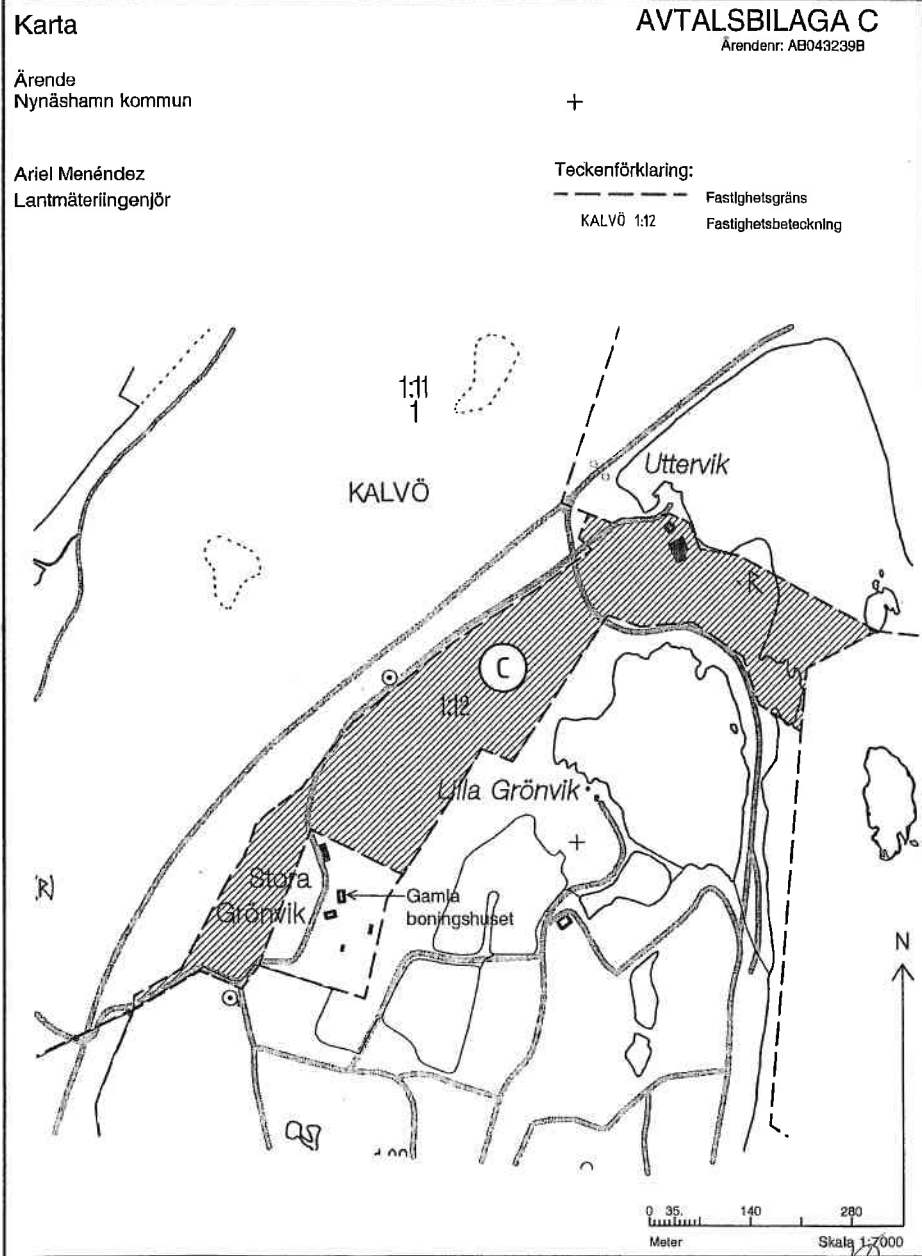 Karta
AVTALSBILAGA C
Ärendenr: AB043239B
Ärende
Nynäshamn kommun
Ariel Menéndez
Lantmäteriingenjör
Teckenförklaring:
Fastighetsgräns
KALVÖ 1:12
Fastighetsbeteckning
1:11
1
Uttervik
KALVÖ
R
C
1:12
Lilla Grönvik
R)
Stora
Grönvik
Gamla
boningshuset
N
0 35. 140 280
Meter
Skala 1:7000